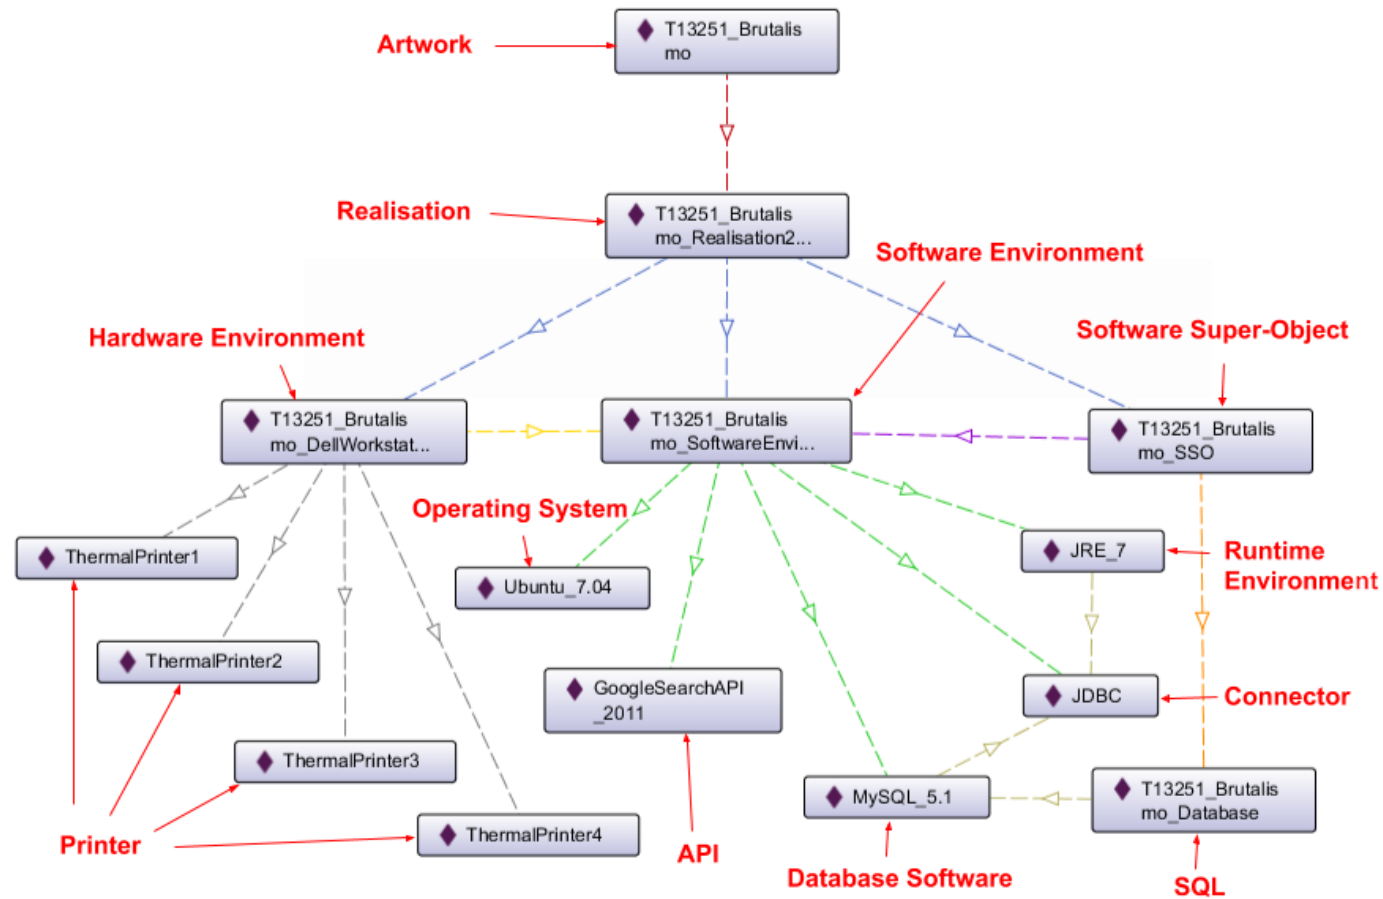 Artwork
T13251_Brutalis
mo
Realisation
T13251_Brutalis
mo_Realisation2...
Software Environment
Hardware Environment
Software Super-Object
T13251_Brutalis
mo_DellWorkstat...
T13251_Brutalis
mo_SoftwareEnvi...
T13251_Brutalis
mo_SSO
Operating System
ThermalPrinter1
Ubuntu_7.04
JRE_7
Runtime
Environment
ThermalPrinter2
GoogleSearchAPI
_2011
JDBC
Connector
ThermalPrinter3
MySQL_5.1
T13251_Brutalis
mo_Database
Printer
ThermalPrinter4
API
Database Software
SQL